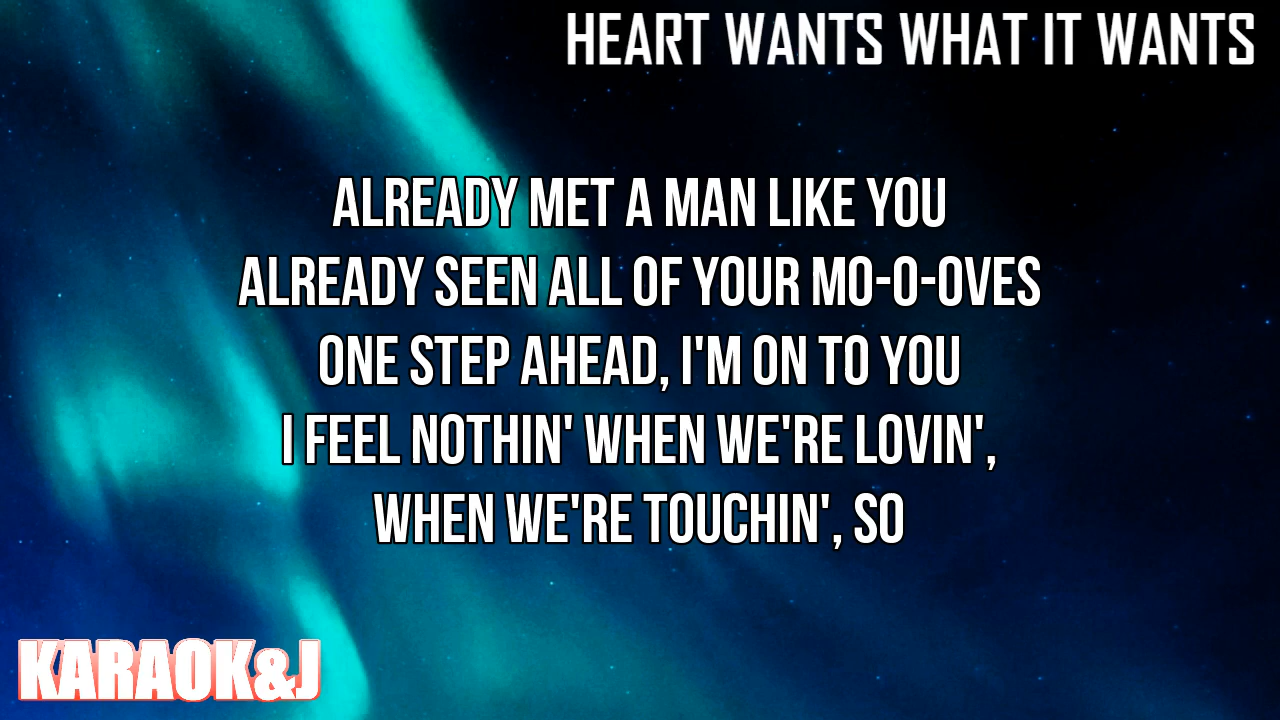 HEART WANTS WHAT IT WANTS
ALREADY MET A MAN LIKE YOU
ALREADY SEEN ALL OF YOUR MO-O-OVES
ONE STEP AHEAD, I'M ON TO YOU
I FEEL NOTHIN' WHEN WE'RE LOVIN',
WHEN WE'RE TOUCHIN', SO
KARAOK&J